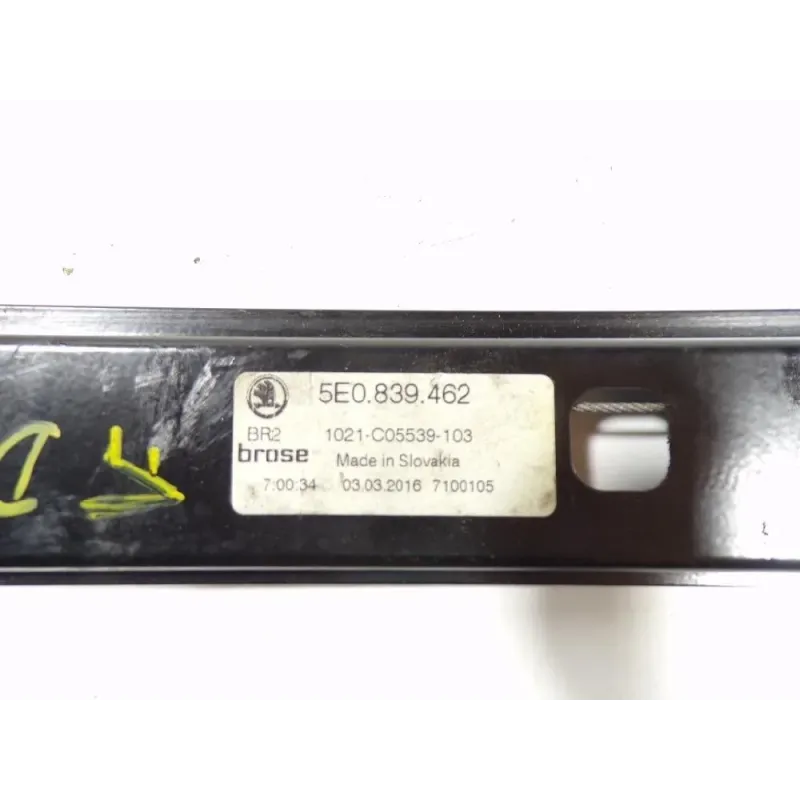 5E0.839.462
BR2 1021-C05539-103
brose Made in Slovakia
7:00:34 03.03.2016 7100105